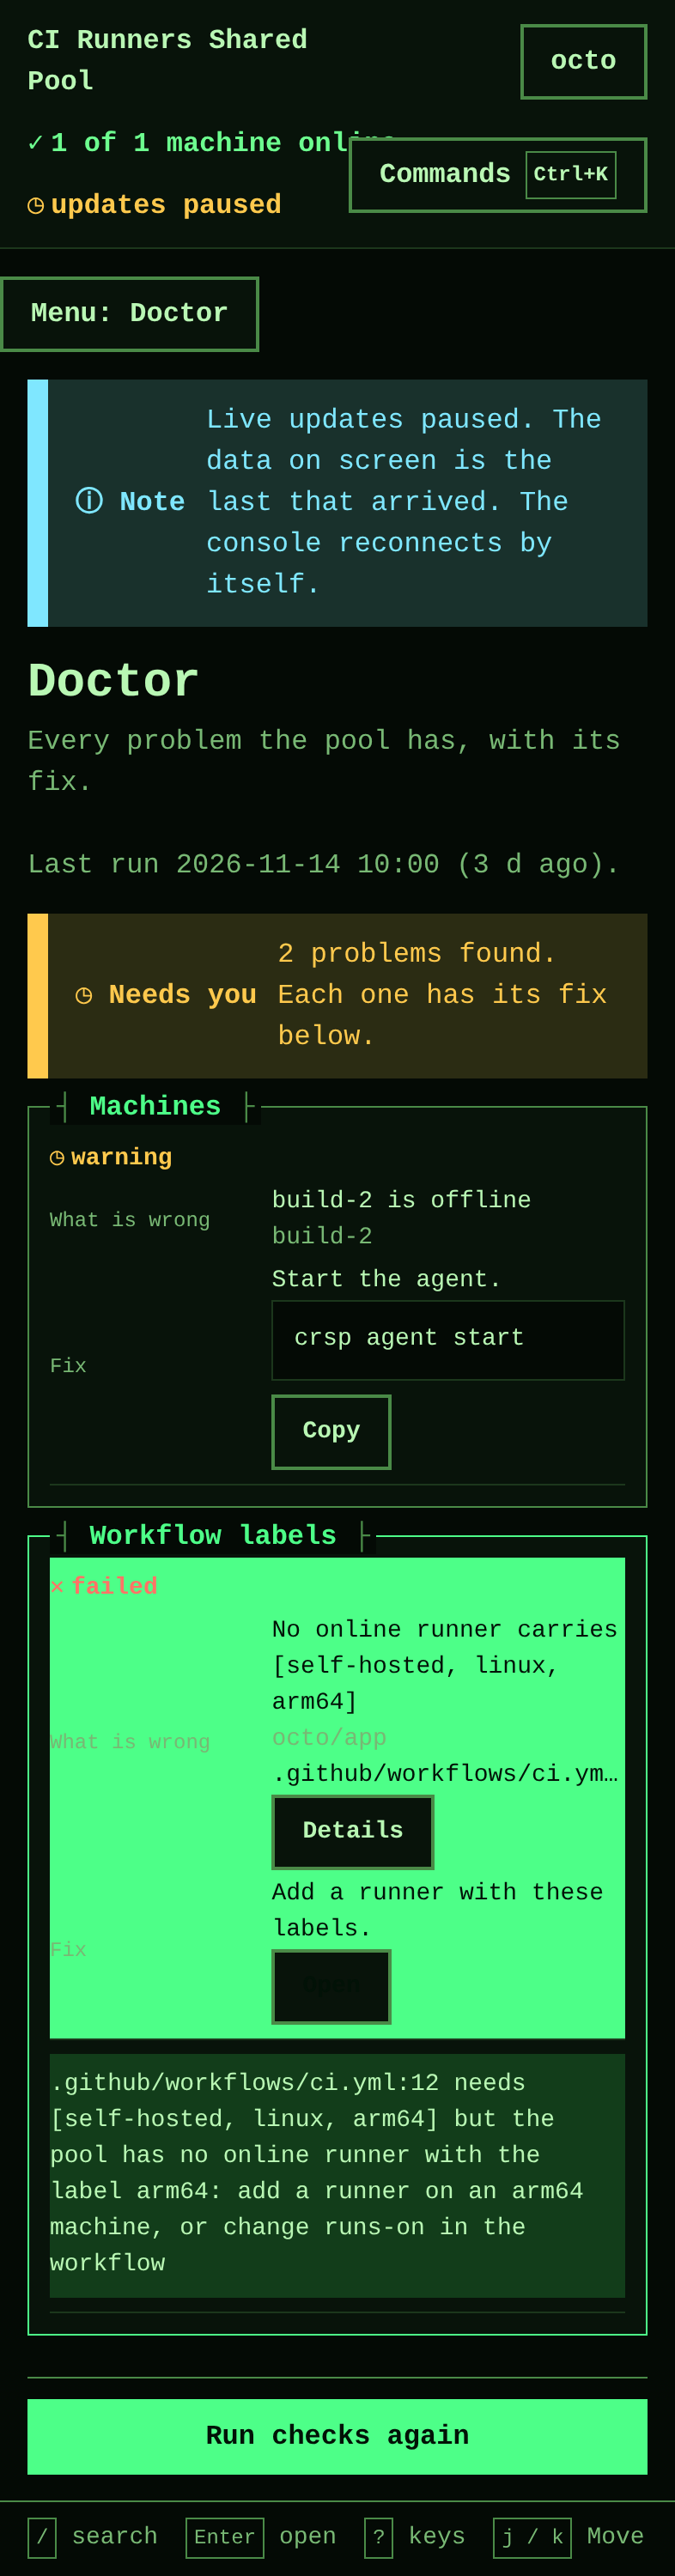 CI Runners Shared
Pool
octo
✓ 1 of 1 machine online
Commands Ctrl+K
◷ updates paused
Menu: Doctor
Live updates paused. The
data on screen is the
ⓘ Note last that arrived. The
console reconnects by
itself.
Doctor
Every problem the pool has, with its
fix.
Last run 2026-11-14 10:00 (3 d ago).
2 problems found.
◷ Needs you Each one has its fix
below.
┤ Machines ├
◷ warning
What is wrong
build-2 is offline
build-2
Fix
Start the agent.
crsp agent start
Copy
┤ Workflow labels ├
✕ failed
What is wrong
No online runner carries
[self-hosted, linux,
arm64]
octo/app
.github/workflows/ci.ym…
Details
Fix
Add a runner with these
labels.
Open
.github/workflows/ci.yml:12 needs
[self-hosted, linux, arm64] but the
pool has no online runner with the
label arm64: add a runner on an arm64
machine, or change runs-on in the
workflow
Run checks again
/ search Enter open ? keys j / k Move